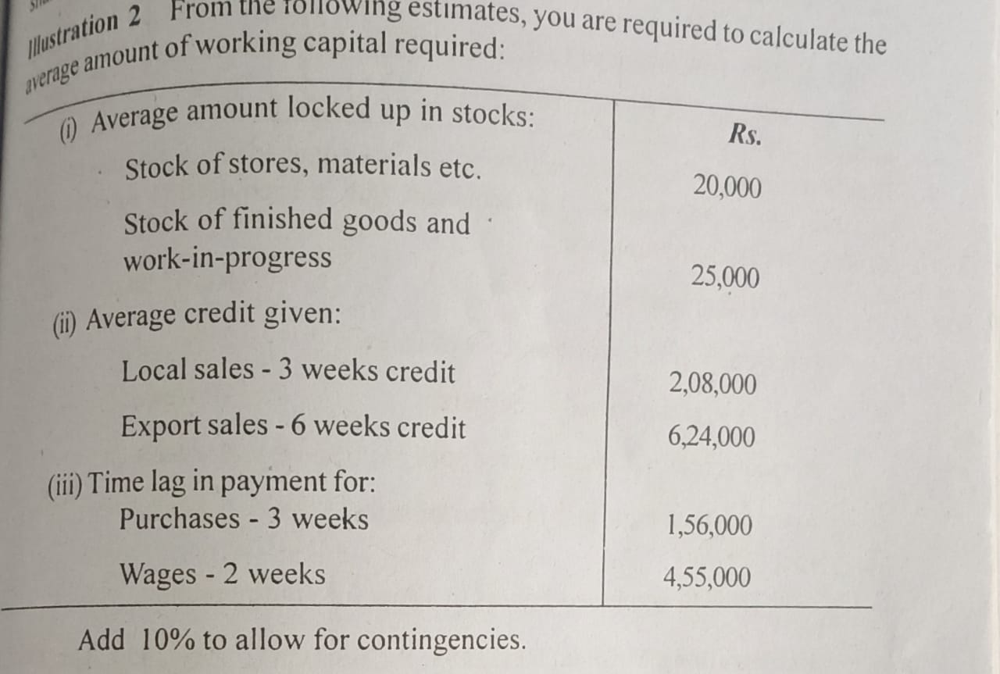 Illustration 2 From the following estimates, you are required to calculate the
average amount of working capital required:
Rs.
(i) Average amount locked up in stocks:
Stock of stores, materials etc. 20,000
Stock of finished goods and
work-in-progress 25,000
(ii) Average credit given:
Local sales - 3 weeks credit 2,08,000
Export sales - 6 weeks credit 6,24,000
(iii) Time lag in payment for:
Purchases - 3 weeks 1,56,000
Wages - 2 weeks 4,55,000
Add 10% to allow for contingencies.